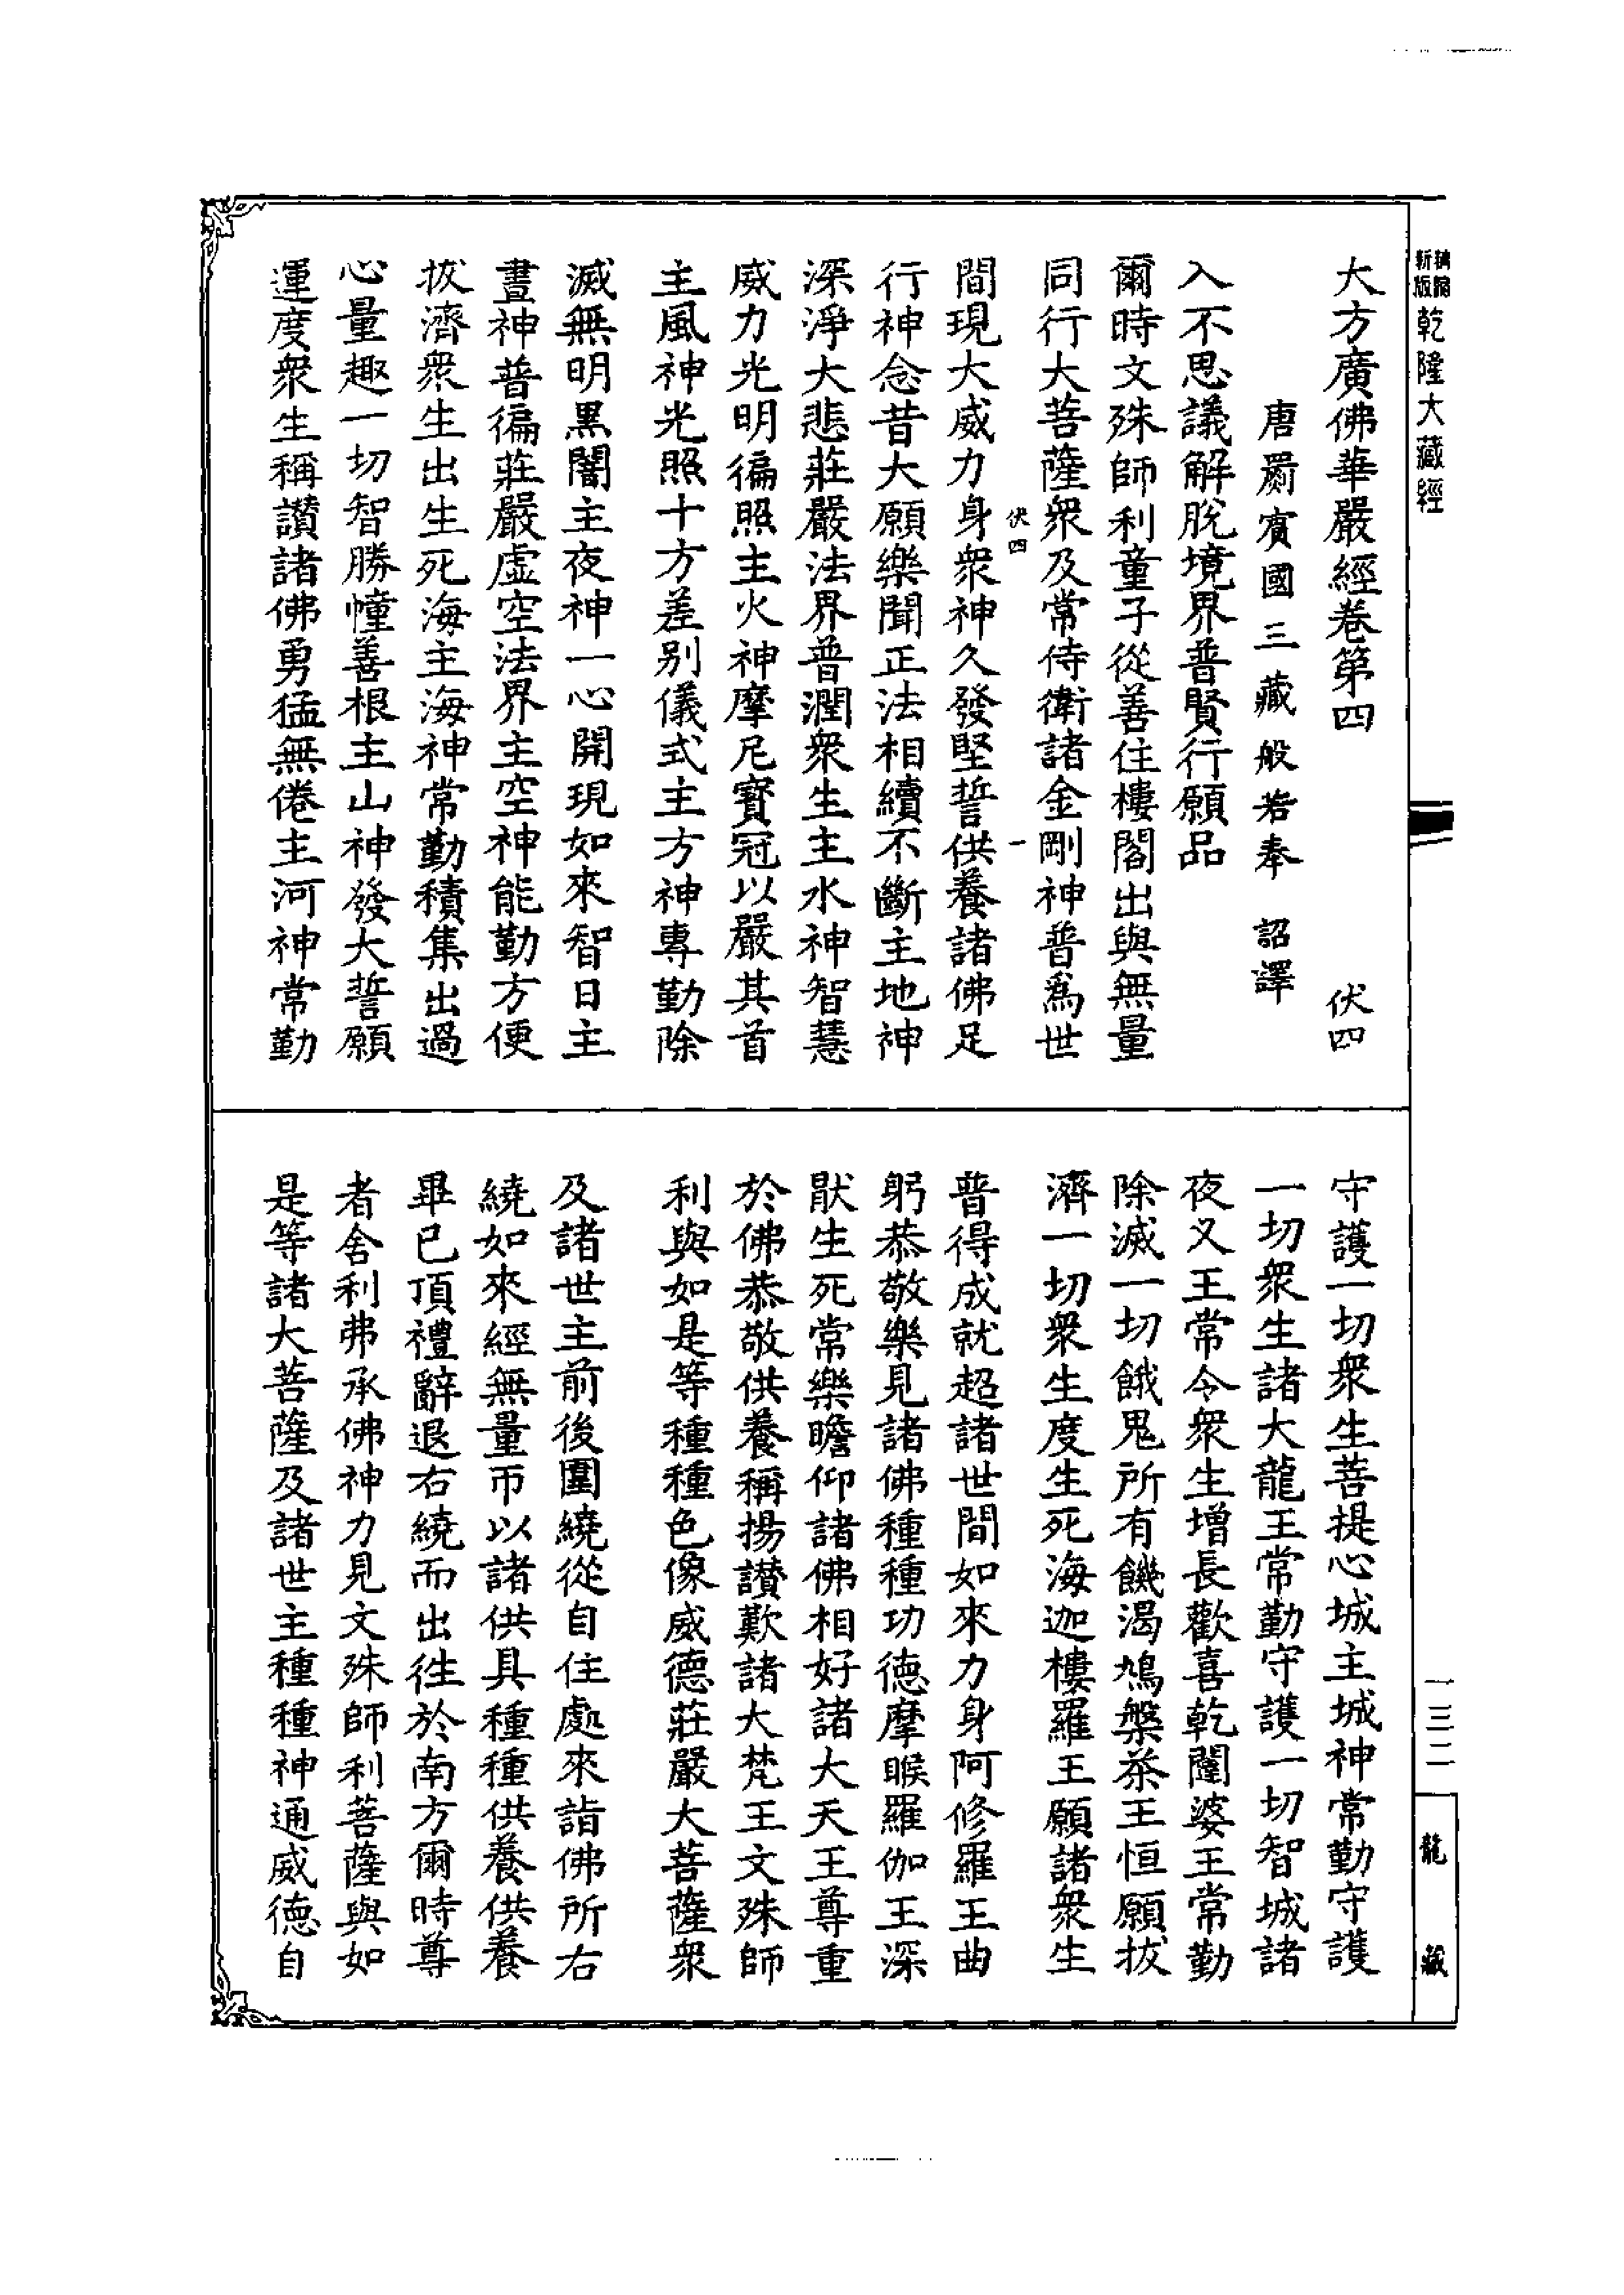 新編
縮版
乾隆大藏經
大方廣佛華嚴經卷第四 伏四
唐罽賓國三藏般若奉 詔譯
入不思議解脫境界普賢行願品
爾時文殊師利童子從善住樓閣出與無量
同行大菩薩衆及常侍衛諸金剛神普爲世
伏四 一
間現大威力身衆神久發堅誓供養諸佛足
行神念昔大願樂聞正法相續不斷主地神
深淨大悲莊嚴法界普潤衆生主水神智慧
威力光明徧照主火神摩尼寶冠以嚴其首
主風神光照十方差別儀式主方神專勤除
滅無明黑闇主夜神一心開現如來智日主
晝神普徧莊嚴虛空法界主空神能勤方便
拔濟衆生出生死海主海神常勤積集出過
心量趣一切智勝幢善根主山神發大誓願
運度衆生稱讚諸佛勇猛無倦主河神常勤
守護一切衆生菩提心城主城神常勤守護
一切衆生諸大龍王常勤守護一切智城諸
夜叉王常令衆生增長歡喜乾闥婆王常勤
除滅一切餓鬼所有饑渴鳩槃茶王恒願拔
濟一切衆生度生死海迦樓羅王願諸衆生
普得成就超諸世間如來力身阿修羅王曲
躬恭敬樂見諸佛種種功德摩睺羅伽王深
猒生死常樂瞻仰諸佛相好諸大天王尊重
於佛恭敬供養稱揚讚歎諸大梵王文殊師
利與如是等種種色像威德莊嚴大菩薩衆
及諸世主前後圍繞從自住處來詣佛所右
繞如來經無量帀以諸供具種種供養供養
畢已頂禮辭退右繞而出徃於南方爾時尊
者舍利弗承佛神力見文殊師利菩薩與如
是等諸大菩薩及諸世主種種神通威德自
一三二
龍藏